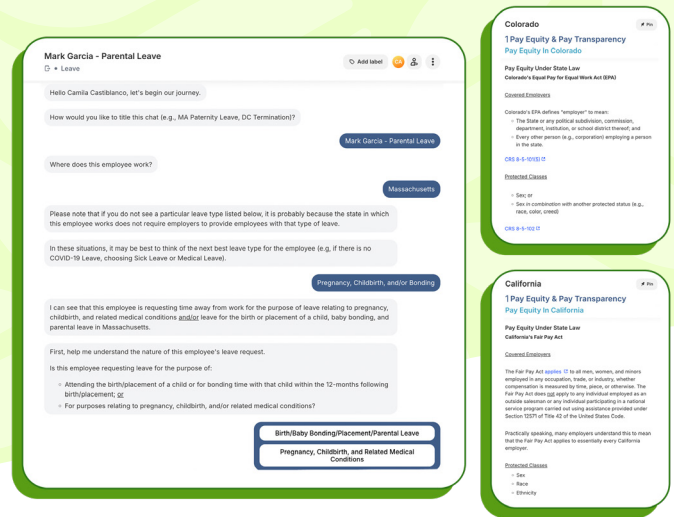 Mark Garcia - Parental Leave
Leave
Add label
CA
Hello Camila Castiblanco, let's begin our journey.
How would you like to title this chat (e.g., MA Paternity Leave, DC Termination)?
Mark Garcia - Parental Leave
Where does this employee work?
Massachusetts
Please note that if you do not see a particular leave type listed below, it is probably because the state in which
this employee works does not require employers to provide employees with that type of leave.
In these situations, it may be best to think of the next best leave type for the employee (e.g, if there is no
COVID-19 Leave, choosing Sick Leave or Medical Leave).
Pregnancy, Childbirth, and/or Bonding
I can see that this employee is requesting time away from work for the purpose of leave relating to pregnancy,
childbirth, and related medical conditions and/or leave for the birth or placement of a child, baby bonding, and
parental leave in Massachusetts.
First, help me understand the nature of this employee's leave request.
Is this employee requesting leave for the purpose of:
Attending the birth/placement of a child or for bonding time with that child within the 12-months following
birth/placement; or
For purposes relating to pregnancy, childbirth, and/or related medical conditions?
Birth/Baby Bonding/Placement/Parental Leave
Pregnancy, Childbirth, and Related Medical
Conditions
Colorado
Pin
1 Pay Equity & Pay Transparency
Pay Equity In Colorado
Pay Equity Under State Law
Colorado's Equal Pay for Equal Work Act (EPA)
Covered Employers
Colorado's EPA defines "employer" to mean:
The State or any political subdivision, commission,
department, institution, or school district thereof; and
Every other person (e.g., corporation) employing a person
in the state.
CRS 8-5-101(5)
Protected Classes
Sex; or
Sex in combination with another protected status (e.g.,
race, color, creed)
CRS 8-5-102
California
Pin
1 Pay Equity & Pay Transparency
Pay Equity In California
Pay Equity Under State Law
California's Fair Pay Act
Covered Employers
The Fair Pay Act applies to all men, women, and minors
employed in any occupation, trade, or industry, whether
compensation is measured by time, piece, or otherwise. The
Fair Pay Act does not apply to any individual employed as an
outside salesman or any individual participating in a national
service program carried out using assistance provided under
Section 12571 of Title 42 of the United States Code.
Practically speaking, many employers understand this to mean
that the Fair Pay Act applies to essentially every California
employer.
Protected Classes
Sex
Race
Ethnicity